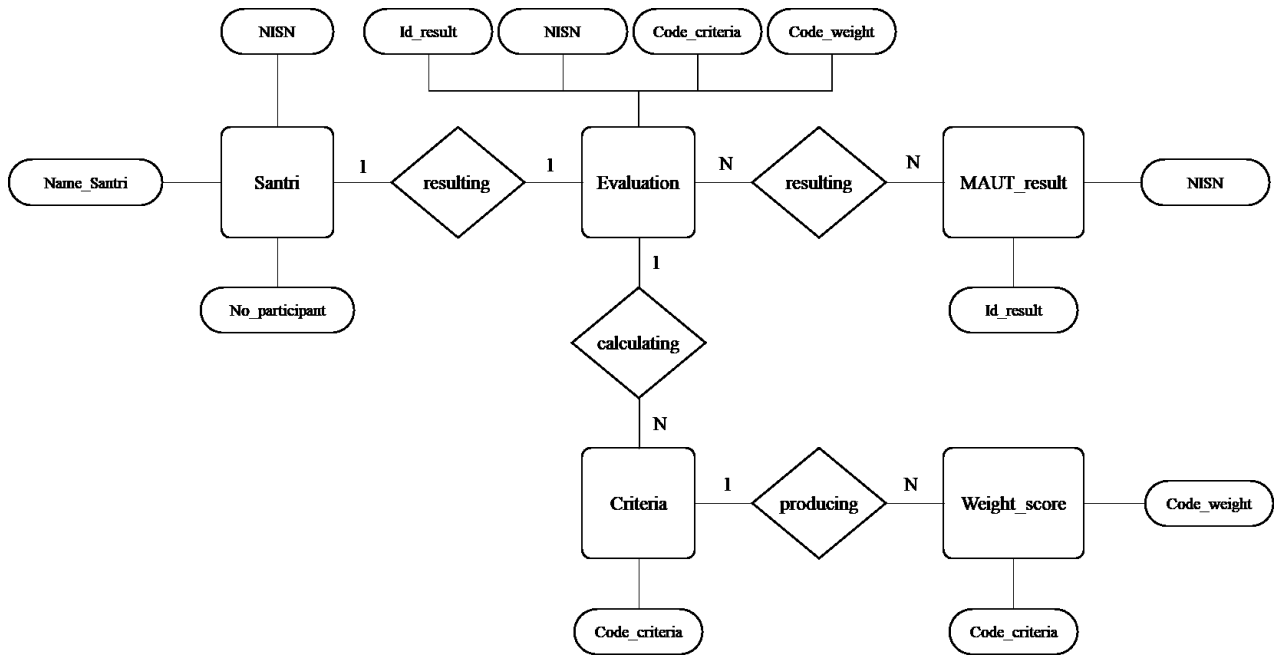 NISN
Id_result
NISN
Code_criteria
Code_weight
Name_Santri
Santri
1
resulting
1
Evaluation
N
resulting
N
MAUT_result
NISN
1
No_participant
Id_result
calculating
N
Criteria
1
producing
N
Weight_score
Code_weight
Code_criteria
Code_criteria